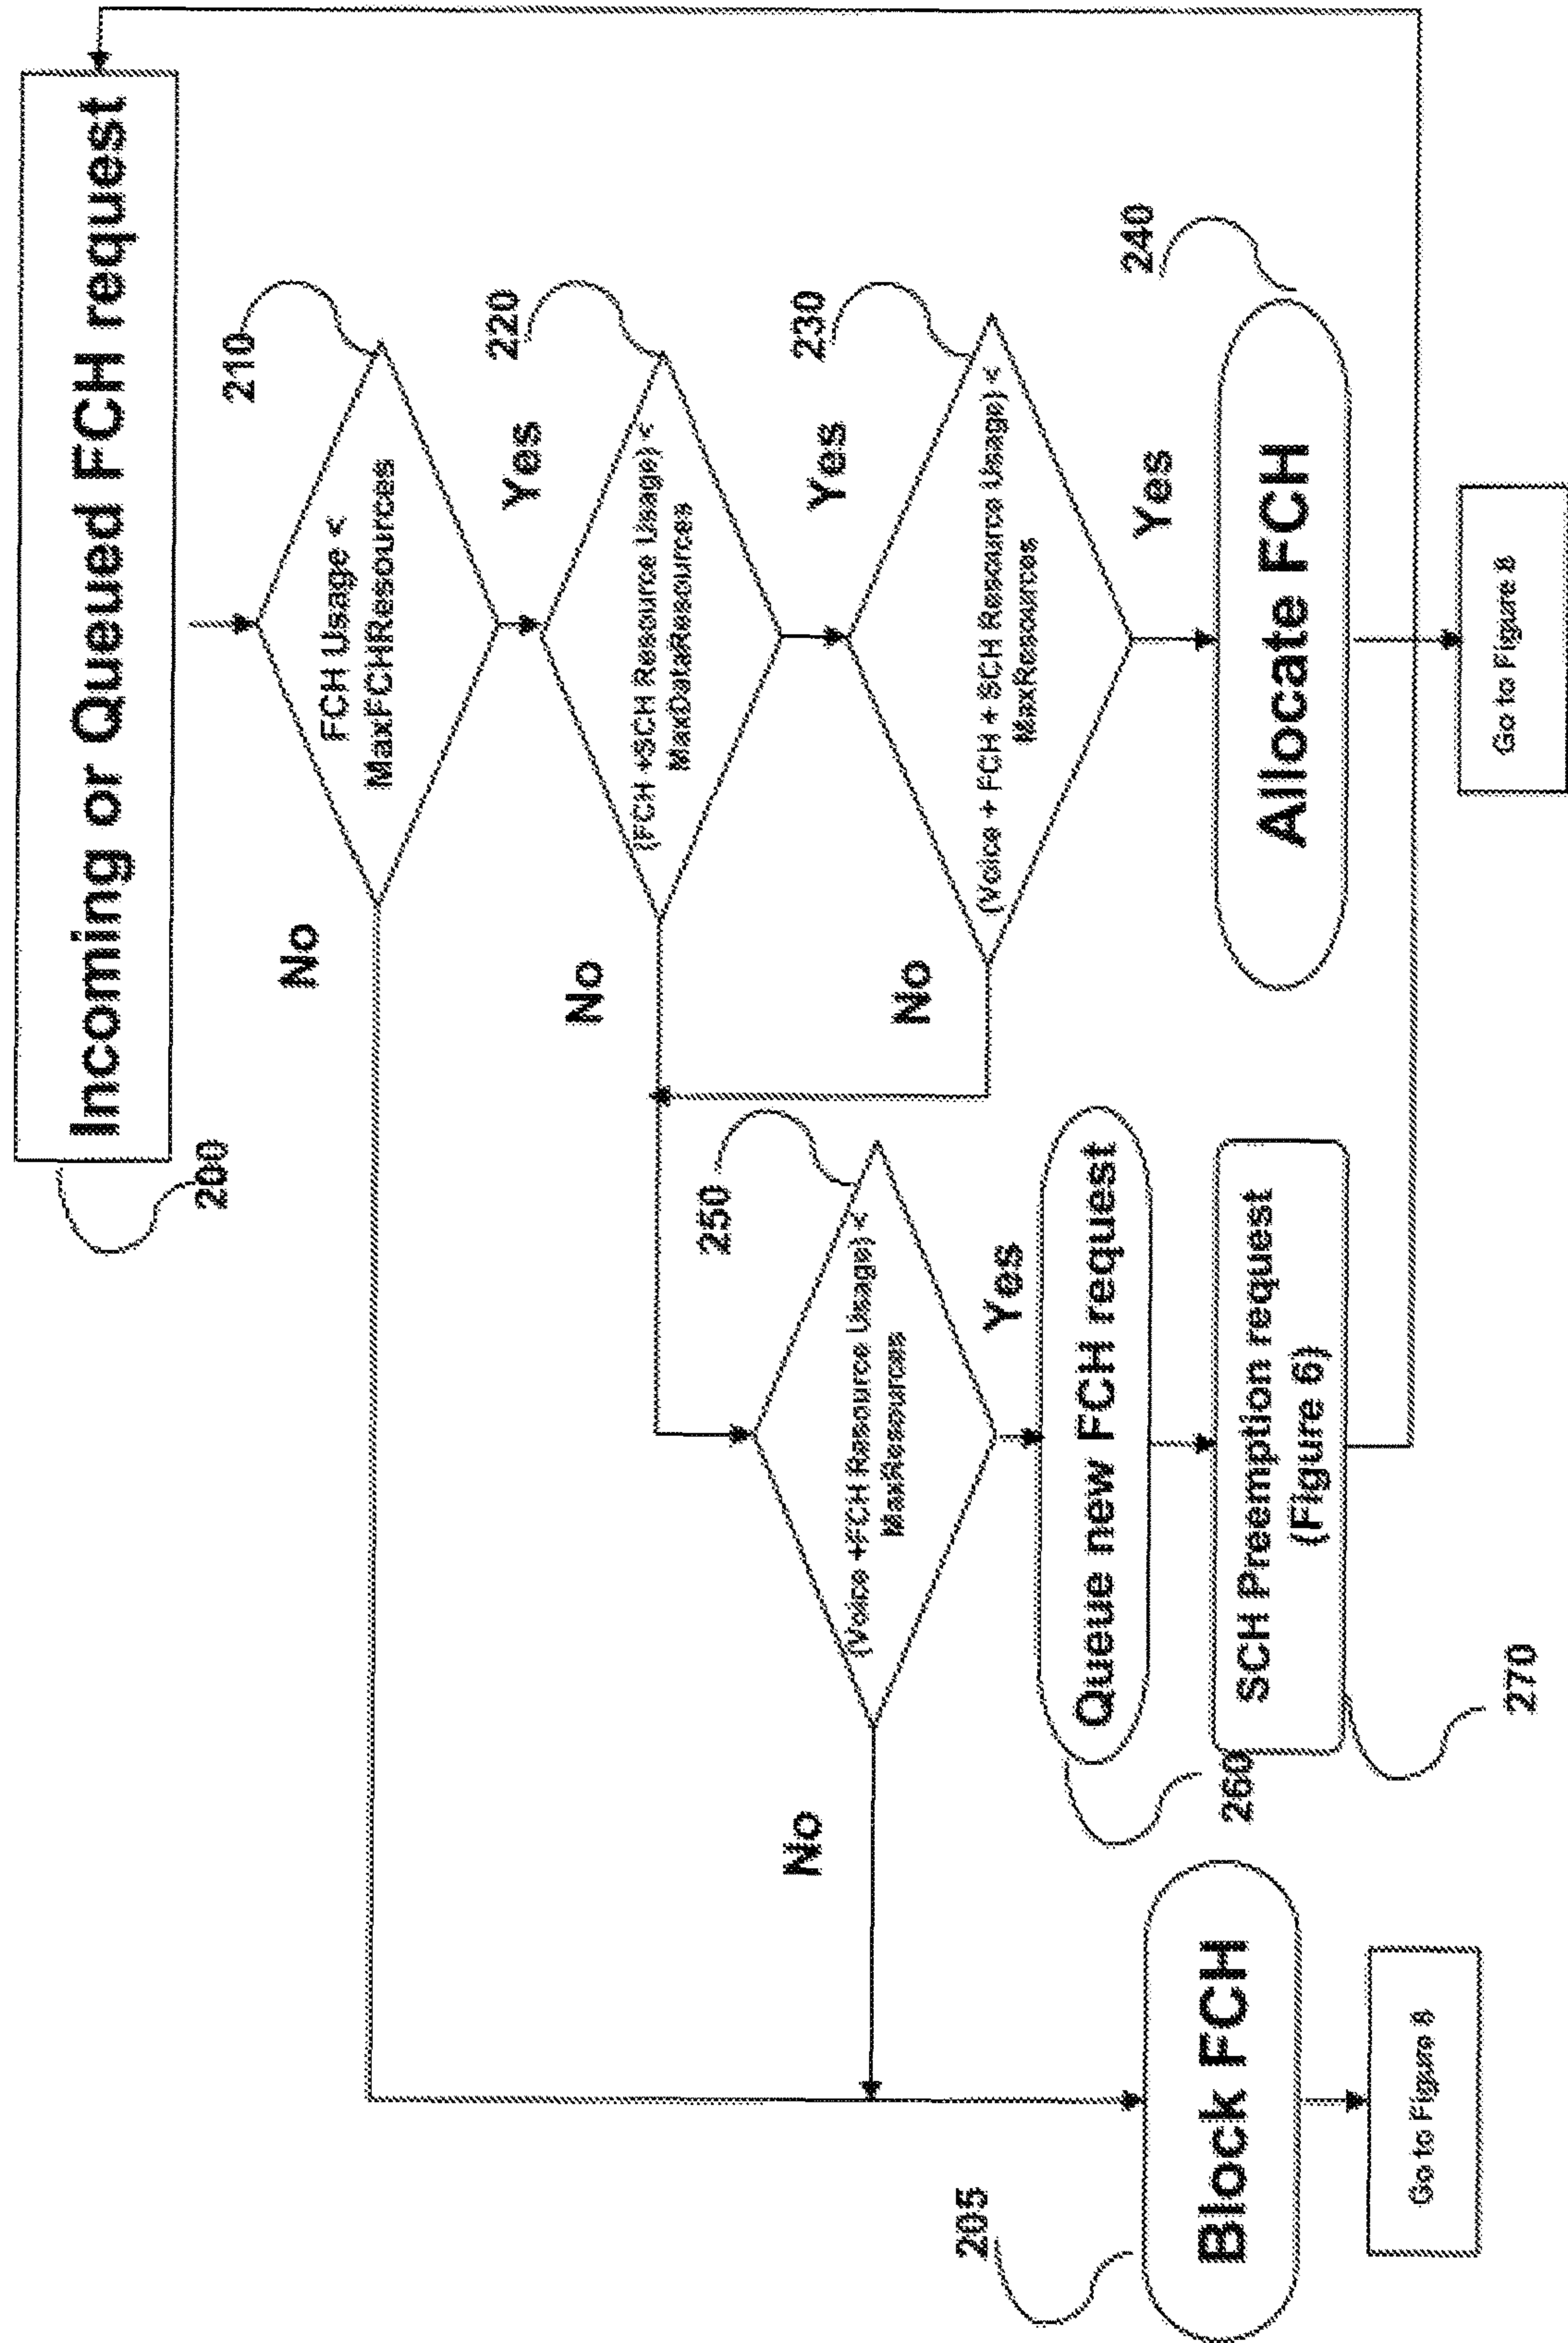 Incoming or Queued FCH request
200
210
FCH Usage <
MaxFCHResources
No
Yes
220
(FCH +SCH Resource Usage) <
MaxDataResources
No
Yes
230
(Voice + FCH + SCH Resource Usage) <
MaxResources
No
Yes
240
Allocate FCH
Go to Figure 8
250
(Voice +FCH Resource Usage) <
MaxResources
No
Yes
Queue new FCH request
260
SCH Preemption request
(Figure 6)
270
205
Block FCH
Go to Figure 8